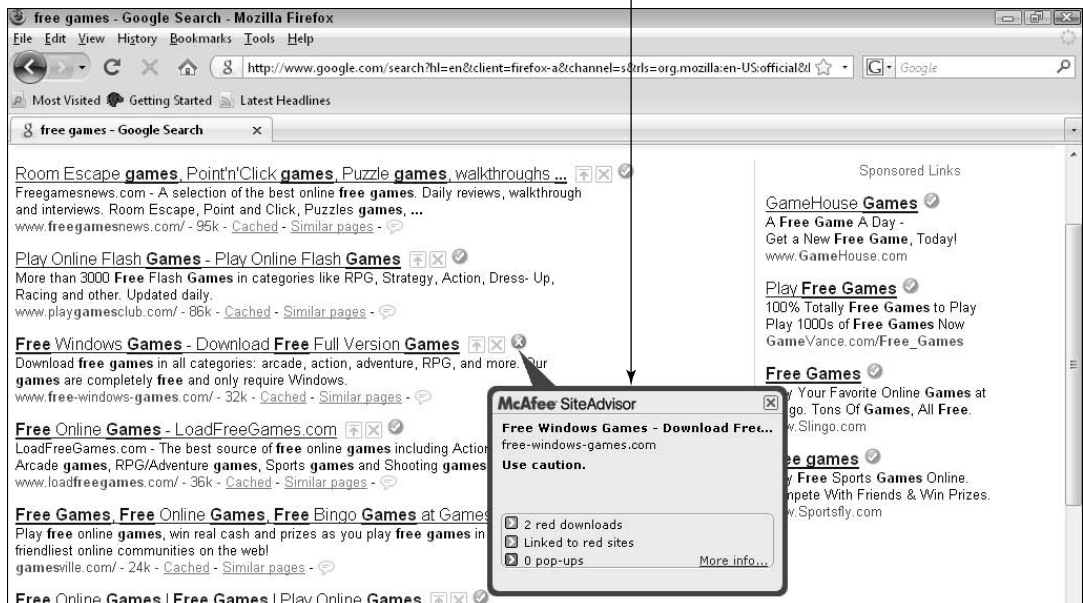 free games - Google Search - Mozilla Firefox
File Edit View History Bookmarks Tools Help
http://www.google.com/search?hl=en&client=firefox-a&channel=s&rls=org.mozilla:en-US:official&
Google
Most Visited Getting Started Latest Headlines
free games - Google Search
Room Escape games, Point'n'Click games, Puzzle games, walkthroughs ...
Freegamesnews.com - A selection of the best online free games. Daily reviews, walkthrough
and interviews. Room Escape, Point and Click, Puzzles games, ...
www.freegamesnews.com/ - 95k - Cached - Similar pages -
Play Online Flash Games - Play Online Flash Games
More than 3000 Free Flash Games in categories like RPG, Strategy, Action, Dress- Up,
Racing and other. Updated daily.
www.playgamesclub.com/ - 86k - Cached - Similar pages -
Free Windows Games - Download Free Full Version Games
Download free games in all categories: arcade, action, adventure, RPG, and more.
games are completely free and only require Windows.
www.free-windows-games.com/ - 32k - Cached - Similar pages -
Free Online Games - LoadFreeGames.com
LoadFreeGames.com - The best source of free online games including Action
Arcade games, RPG/Adventure games, Sports games and Shooting games
www.loadfreegames.com/ - 36k - Cached - Similar pages -
Free Games, Free Online Games, Free Bingo Games at Games
Play free online games, win real cash and prizes as you play free games in
friendliest online communities on the web!
gamesville.com/ - 24k - Cached - Similar pages -
Free Online Games | Free Games | Play Online Games
McAfee SiteAdvisor
Free Windows Games - Download Free...
free-windows-games.com
Use caution.
2 red downloads
Linked to red sites
0 pop-ups More info...
Sponsored Links
GameHouse Games
A Free Game A Day -
Get a New Free Game, Today!
www.GameHouse.com
Play Free Games
100% Totally Free Games to Play
Play 1000s of Free Games Now
GameVance.com/Free_Games
Free Games
Your Favorite Online Games at
Tons Of Games, All Free.
.Slingo.com
games
Free Sports Games Online.
With Friends & Win Prizes.
.Sportsfly.com